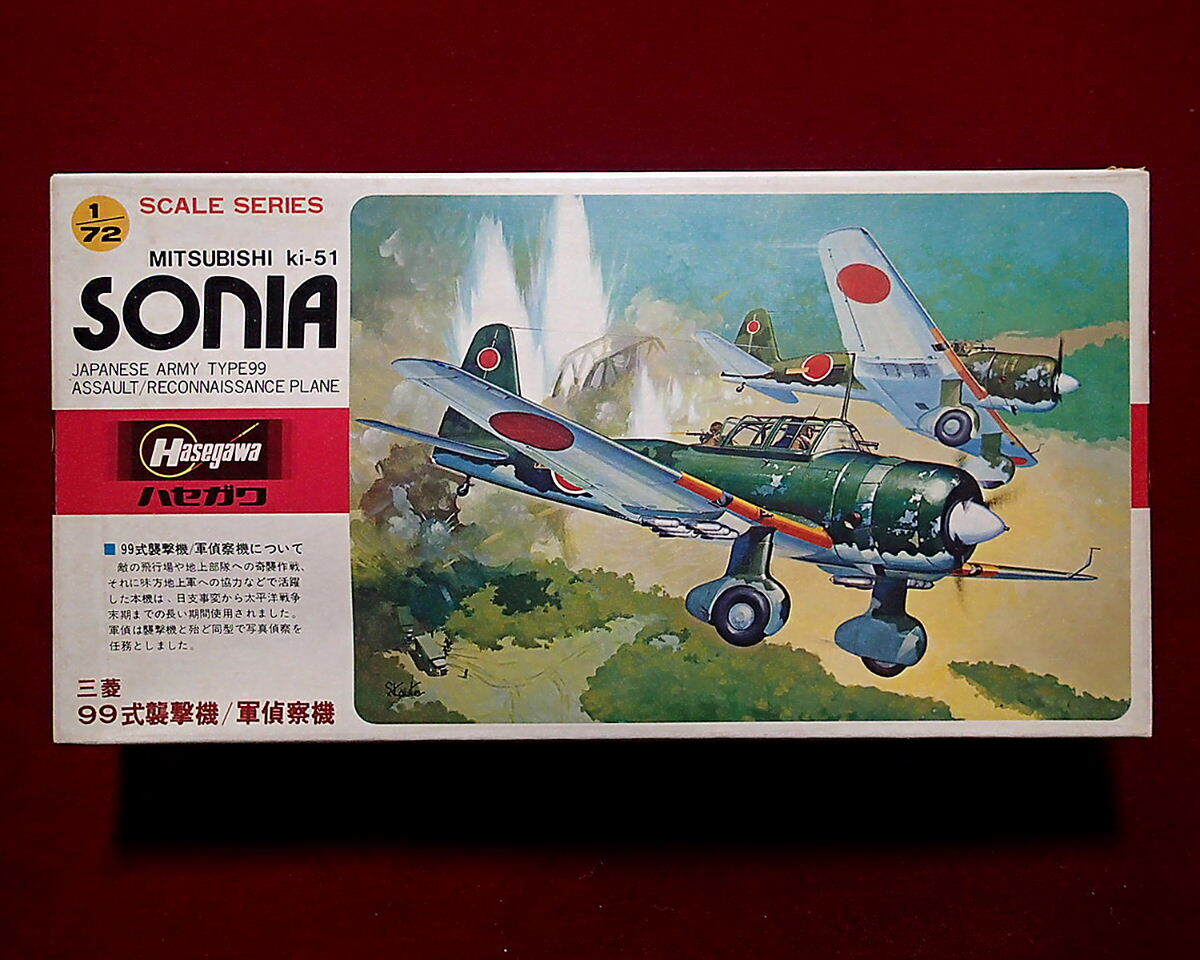 1/72
SCALE SERIES
MITSUBISHI ki-51
SONIA
JAPANESE ARMY TYPE99
ASSAULT/RECONNAISSANCE PLANE
Hasegawa
ハセガワ
■ 99式襲撃機/軍偵察機について
敵の飛行場や地上部隊への奇襲作戦、
それに味方地上軍への協力などで活躍
した本機は、日支事変から太平洋戦争
末期までの長い期間使用されました。
軍偵は襲撃機と殆ど同型で写真偵察を
任務としました。
三菱
99式襲撃機/軍偵察機